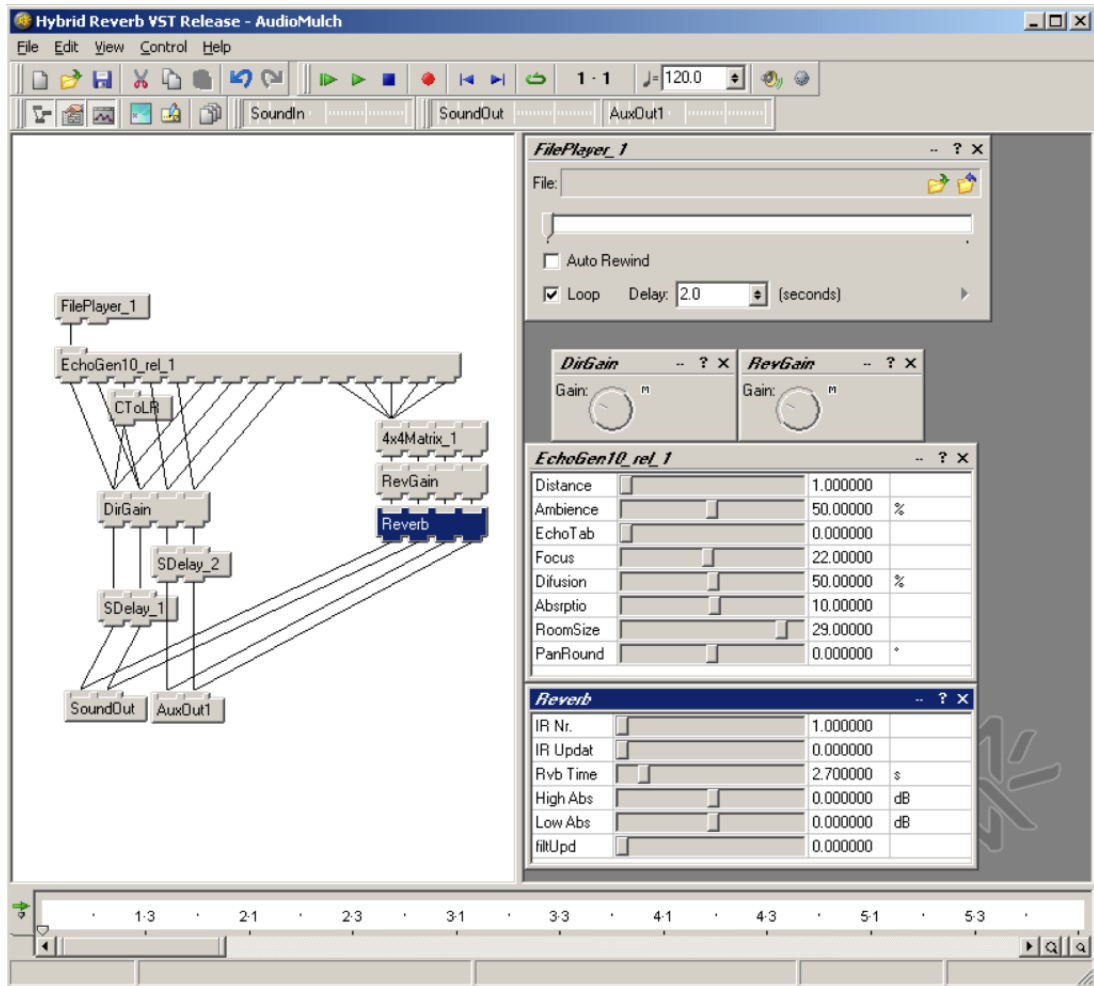 Hybrid Reverb VST Release - AudioMulch
File Edit View Control Help
1 · 1
120.0
SoundIn
SoundOut
AuxOut1
FilePlayer_1
EchoGen10_rel_1
CToLR
4x4Matrix_1
RevGain
DirGain
Reverb
SDelay_2
SDelay_1
SoundOut
AuxOut1
FilePlayer_1 ? X
File:
Auto Rewind
Loop Delay: 2.0 (seconds)
DirGain ? X
Gain: M
RevGain ? X
Gain: M
EchoGen10_rel_1 ? X
Distance 1.000000
Ambience 50.00000 %
EchoTab 0.000000
Focus 22.00000
Difusion 50.00000 %
Absrptio 10.00000
RoomSize 29.00000
PanRound 0.000000 °
Reverb ? X
IR Nr. 1.000000
IR Updat 0.000000
Rvb Time 2.700000 s
High Abs 0.000000 dB
Low Abs 0.000000 dB
filtUpd 0.000000
1·3 2·1 2·3 3·1 3·3 4·1 4·3 5·1 5·3